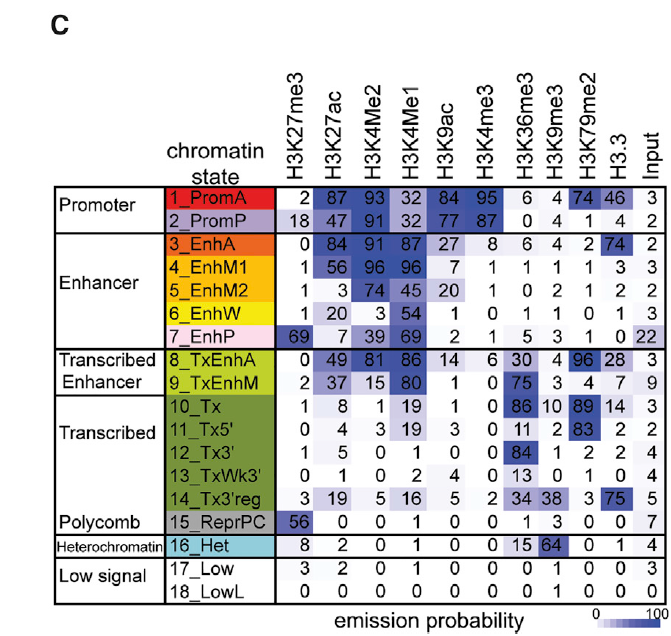 C
chromatin state H3K27me3 H3K27ac H3K4Me2 H3K4Me1 H3K9ac H3K4me3 H3K36me3 H3K9me3 H3K79me2 H3.3 Input
Promoter 1_PromA 2 87 93 32 84 95 6 4 74 46 3
2_PromP 18 47 91 32 77 87 0 4 1 4 2
3_EnhA 0 84 91 87 27 8 6 4 2 74 2
4_EnhM1 1 56 96 96 7 1 1 1 1 3 3
Enhancer 5_EnhM2 1 3 74 45 20 1 0 2 1 2 2
6_EnhW 1 20 3 54 1 0 1 1 0 1 3
7_EnhP 69 7 39 69 2 1 5 3 1 0 22
Transcribed 8_TxEnhA 0 49 81 86 14 6 30 4 96 28 3
Enhancer 9_TxEnhM 2 37 15 80 1 0 75 3 4 7 9
10_Tx 1 8 1 19 1 0 86 10 89 14 3
Transcribed 11_Tx5' 0 4 3 19 3 0 11 2 83 2 2
12_Tx3' 1 5 0 1 0 0 84 1 2 2 4
13_TxWk3' 0 1 0 2 4 0 13 0 1 0 4
14_Tx3'reg 3 19 5 16 5 2 34 38 3 75 5
Polycomb 15_ReprPC 56 0 0 1 0 0 1 3 0 0 7
Heterochromatin 16_Het 8 2 0 1 0 0 15 64 0 1 4
Low signal 17_Low 3 2 0 1 0 0 0 1 0 0 3
18_LowL 0 0 0 0 0 0 0 1 0 0 0
emission probability 0 100